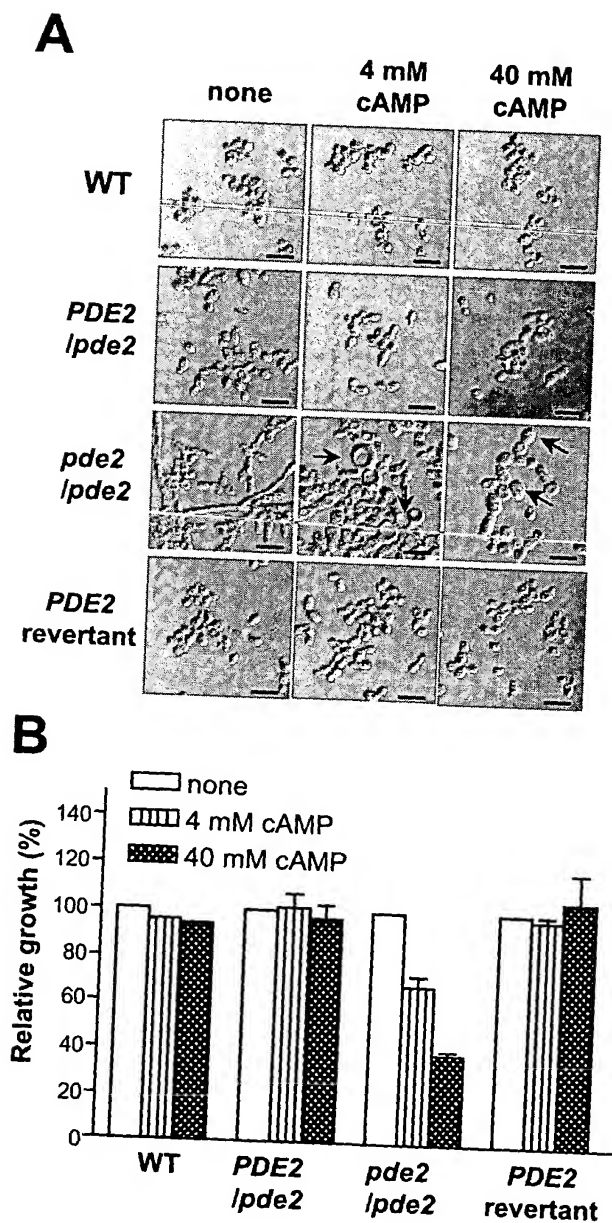 A
none
4 mM
cAMP
40 mM
cAMP
WT
PDE2
/pde2
pde2
/pde2
PDE2
revertant
B
none
4 mM cAMP
40 mM cAMP
Relative growth (%)
140
120
100
80
60
40
20
0
WT
PDE2
/pde2
pde2
/pde2
PDE2
revertant